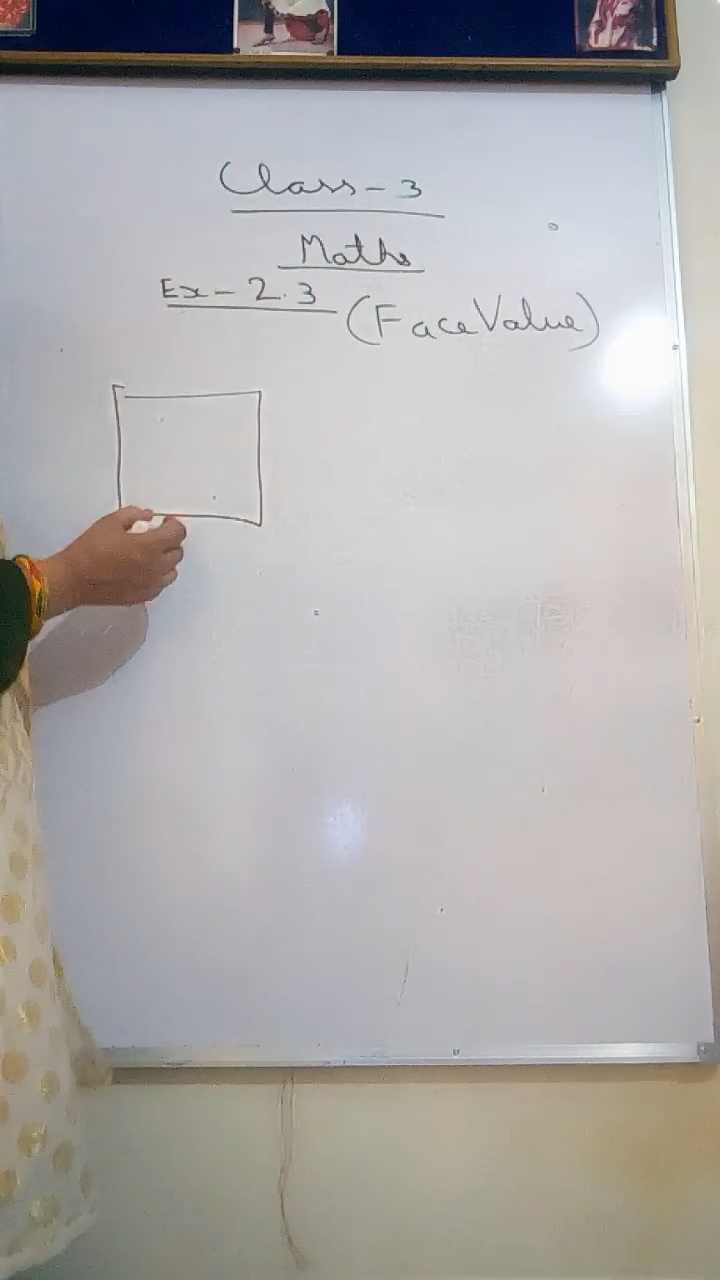 Class - 3
Maths
Ex - 2.3 (Face Value)